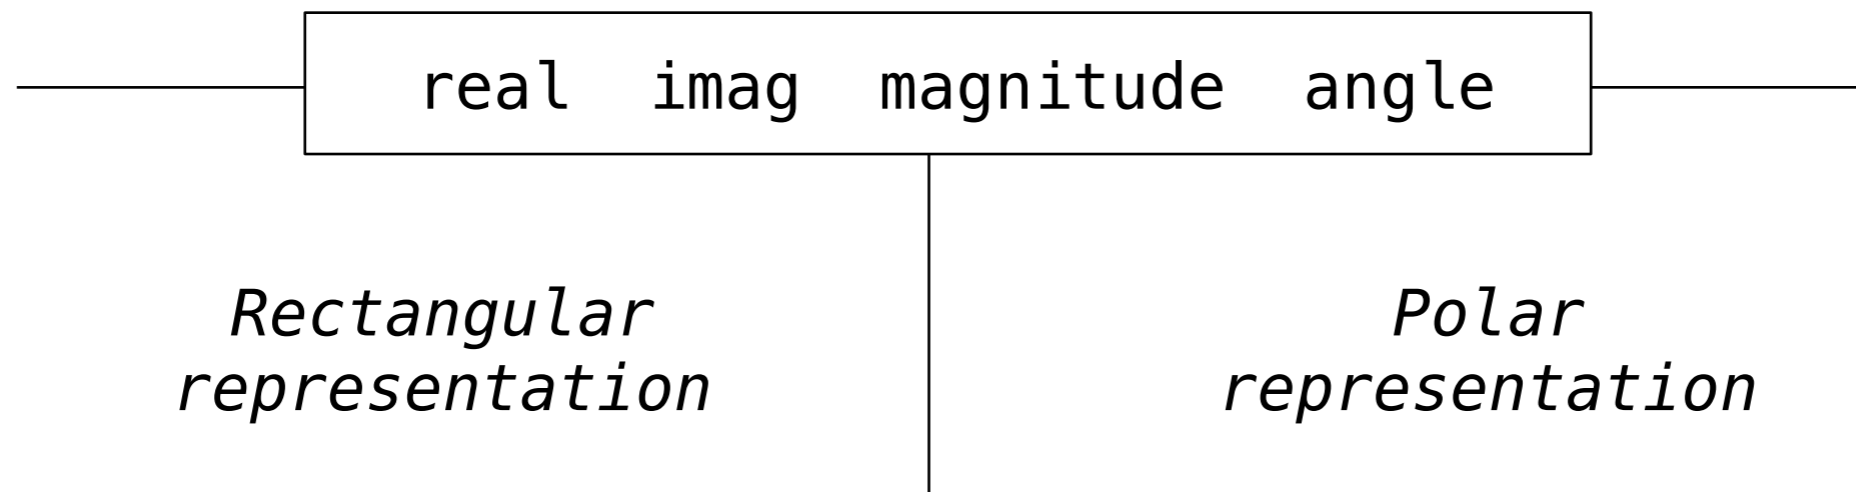 real imag magnitude angle
Rectangular
representation
Polar
representation